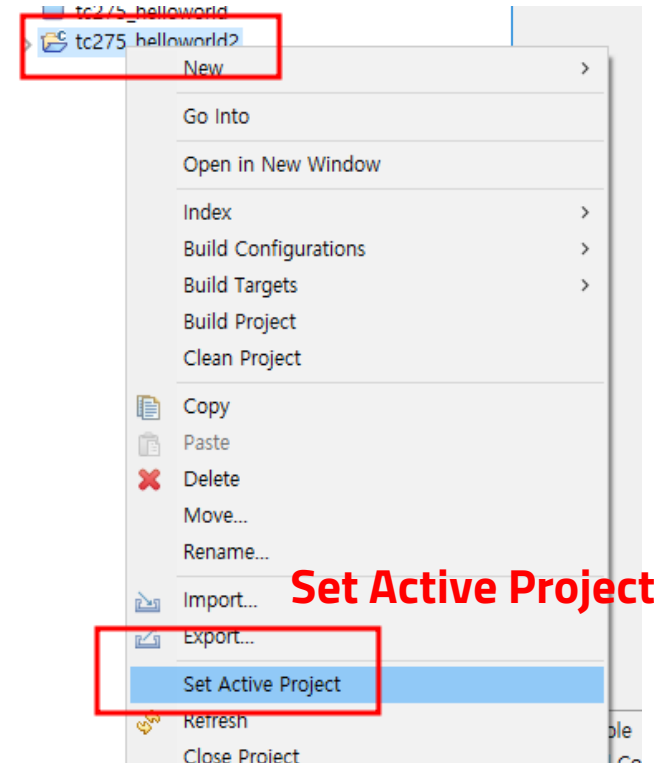 tc275_helloworld
tc275_helloworld2
New
Go Into
Open in New Window
Index
Build Configurations
Build Targets
Build Project
Clean Project
Copy
Paste
Delete
Move...
Rename...
Set Active Project
Import...
Export...
Set Active Project
Refresh
Close Project